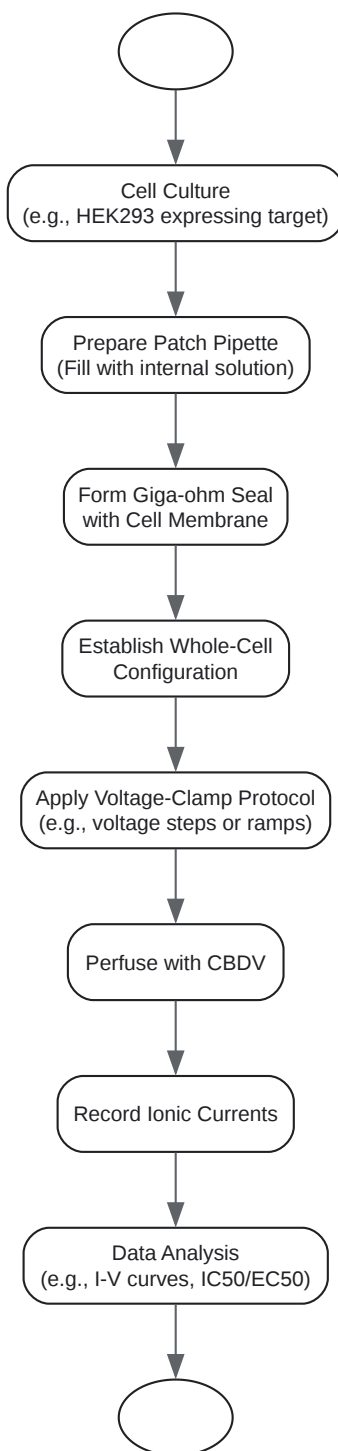 Cell Culture
(e.g., HEK293 expressing target)
Prepare Patch Pipette
(Fill with internal solution)
Form Giga-ohm Seal
with Cell Membrane
Establish Whole-Cell
Configuration
Apply Voltage-Clamp Protocol
(e.g., voltage steps or ramps)
Perfuse with CBDV
Record Ionic Currents
Data Analysis
(e.g., I-V curves, IC50/EC50)